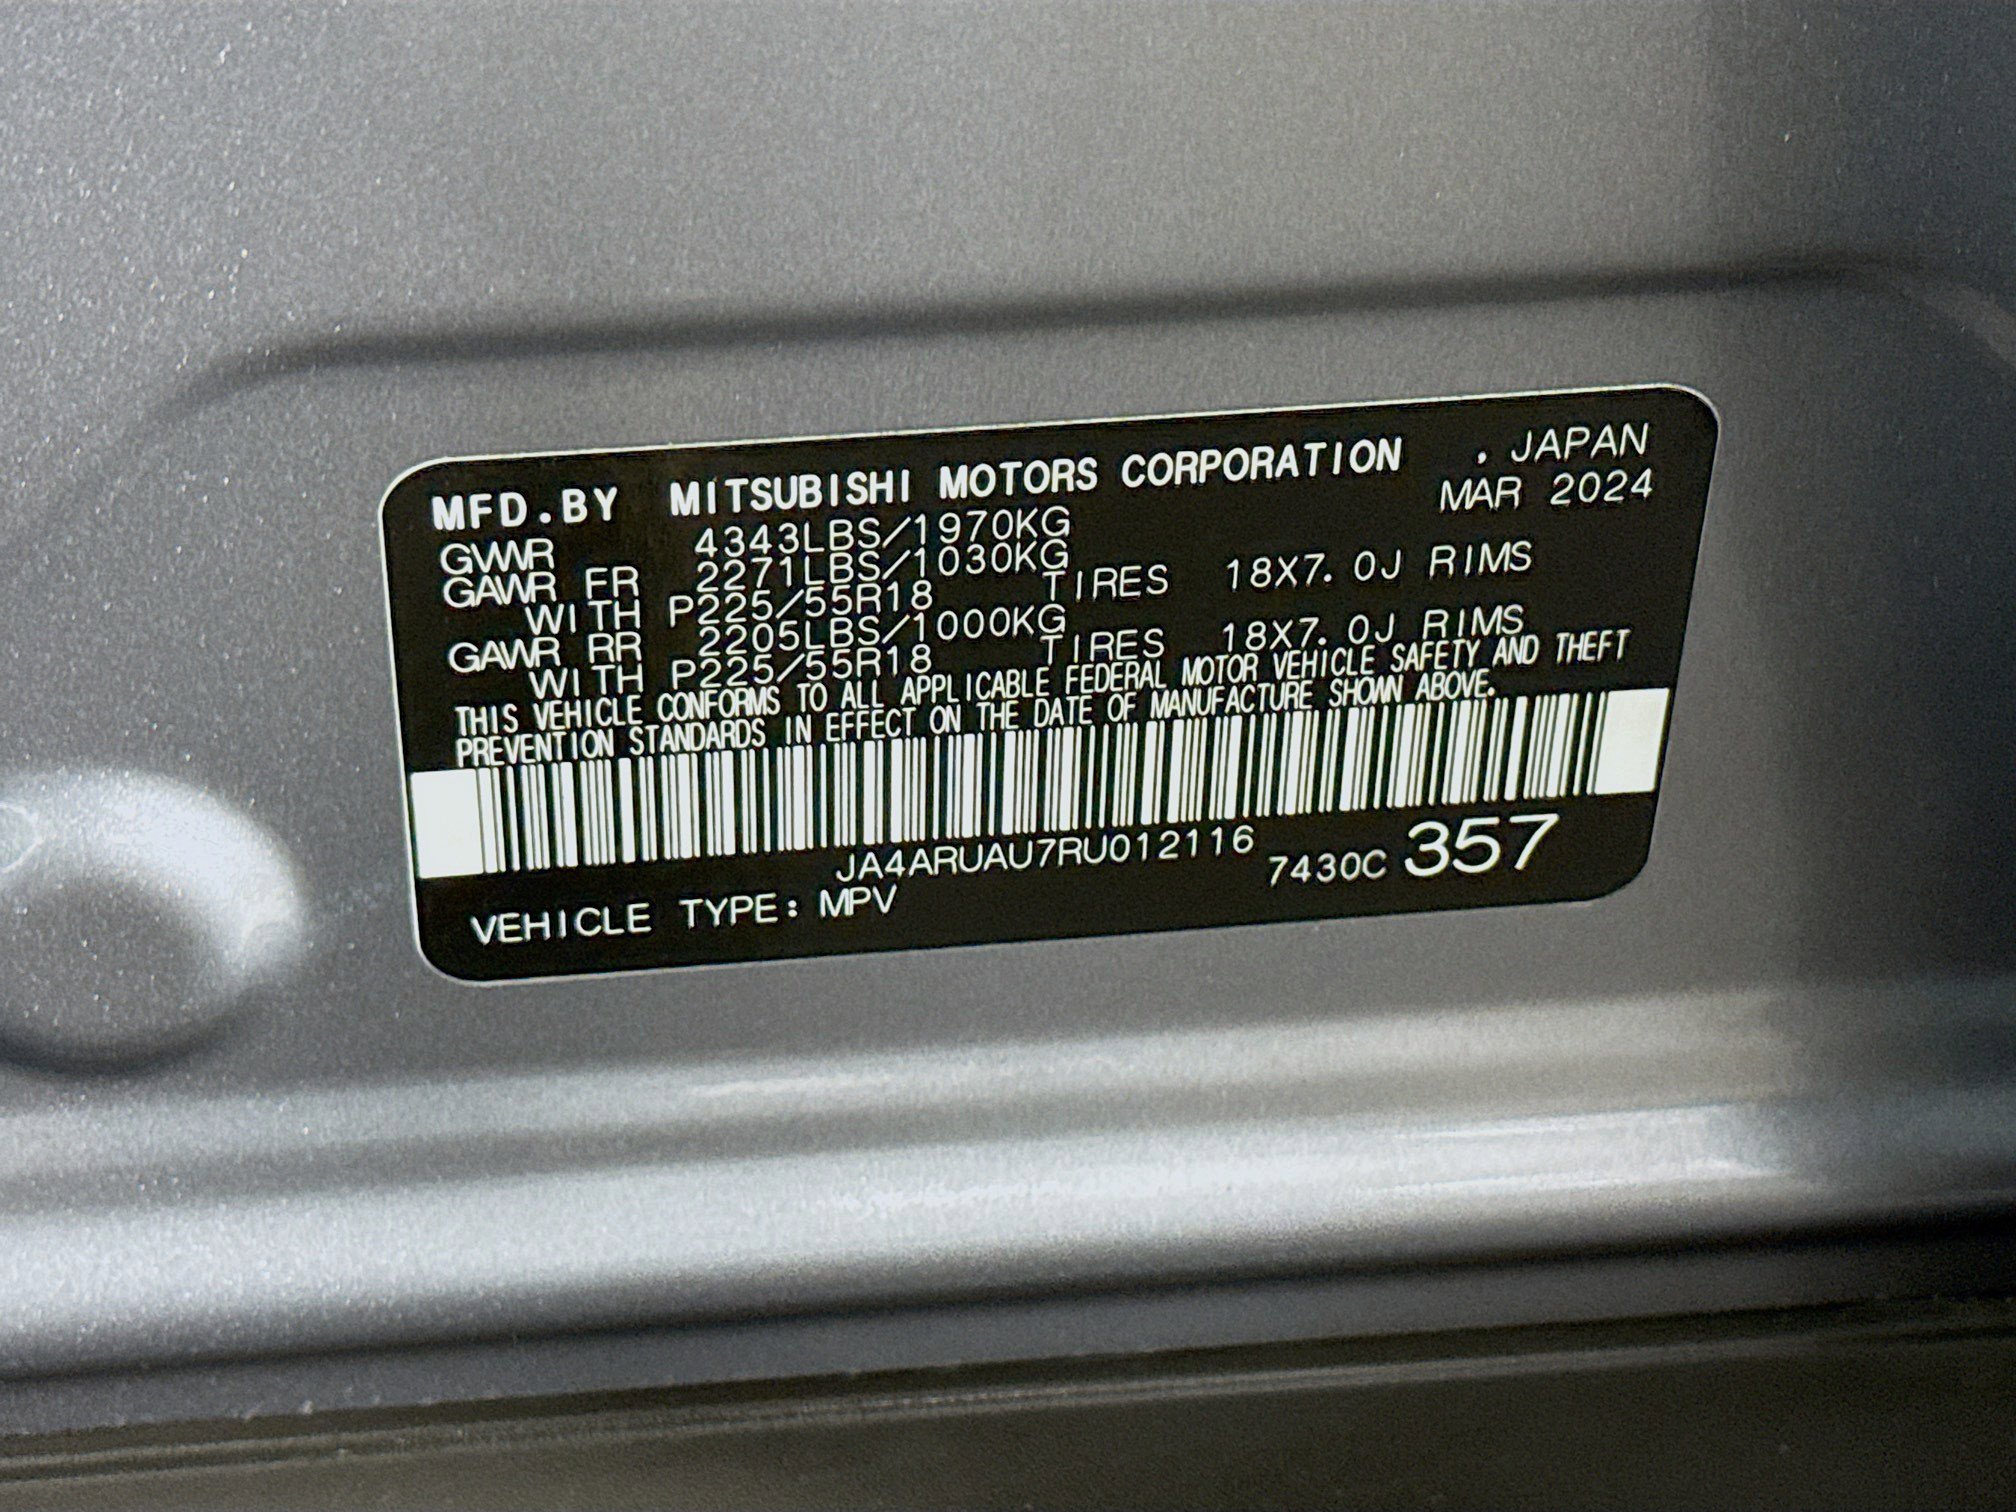 MFD.BY MITSUBISHI MOTORS CORPORATION .JAPAN
MAR 2024
GVWR 4343LBS/1970KG
GAWR FR 2271LBS/1030KG
WITH P225/55R18 TIRES 18X7.0J RIMS
GAWR RR 2205LBS/1000KG
WITH P225/55R18 TIRES 18X7.0J RIMS
THIS VEHICLE CONFORMS TO ALL APPLICABLE FEDERAL MOTOR VEHICLE SAFETY AND THEFT
PREVENTION STANDARDS IN EFFECT ON THE DATE OF MANUFACTURE SHOWN ABOVE.
JA4ARUAU7RU012116
7430C 357
VEHICLE TYPE: MPV